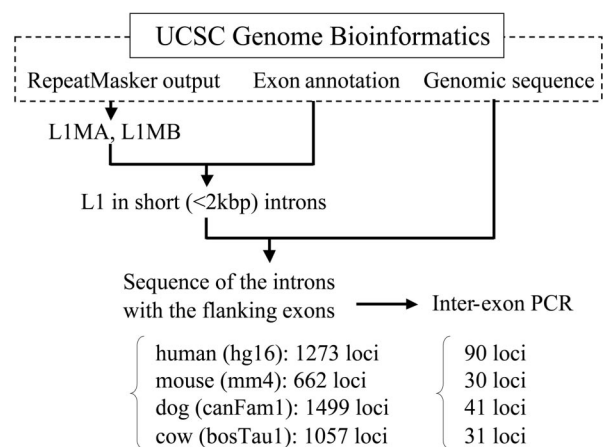 UCSC Genome Bioinformatics
RepeatMasker output Exon annotation Genomic sequence
L1MA, L1MB
L1 in short (<2kbp) introns
Sequence of the introns
with the flanking exons
Inter-exon PCR
human (hg16): 1273 loci 90 loci
mouse (mm4): 662 loci 30 loci
dog (canFam1): 1499 loci 41 loci
cow (bosTau1): 1057 loci 31 loci